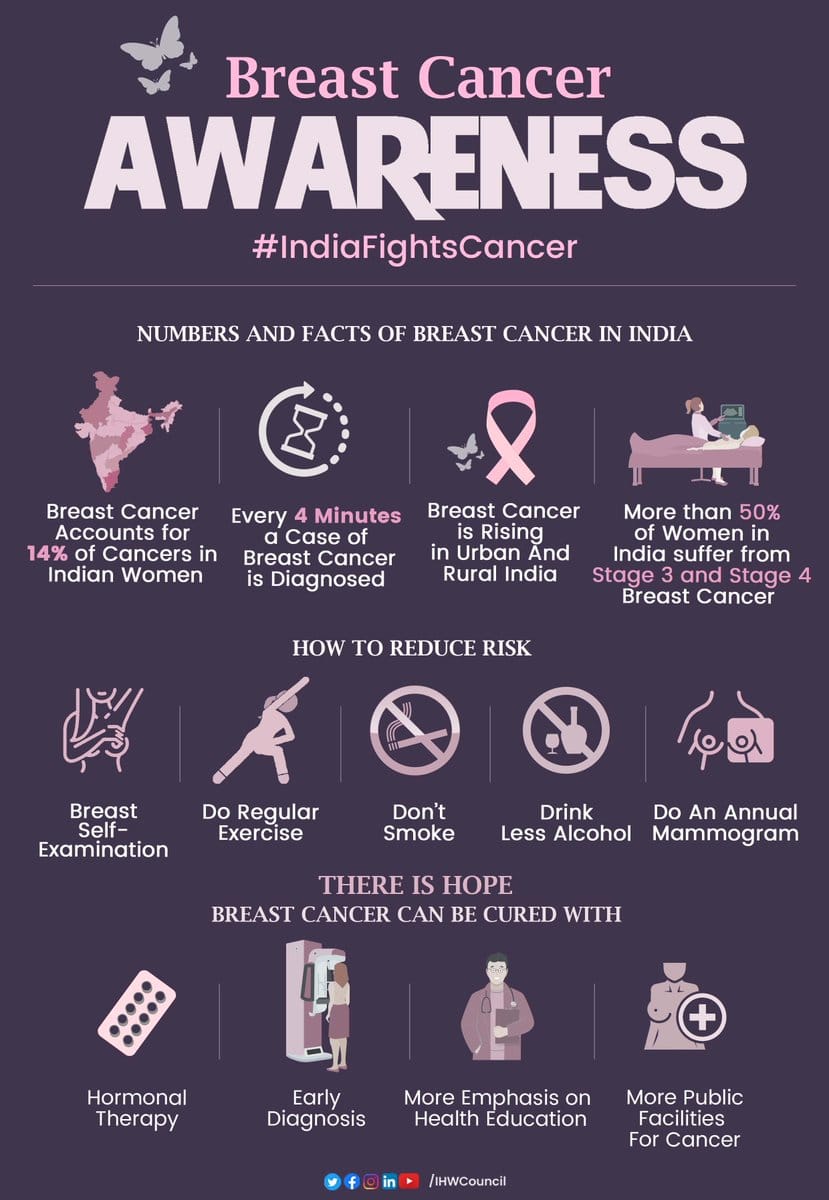 Breast Cancer
AWARENESS
#IndiaFightsCancer
NUMBERS AND FACTS OF BREAST CANCER IN INDIA
Breast Cancer
Accounts for
14% of Cancers in
Indian Women
Every 4 Minutes
a Case of
Breast Cancer
is Diagnosed
Breast Cancer
is Rising
in Urban And
Rural India
More than 50%
of Women in
India suffer from
Stage 3 and Stage 4
Breast Cancer
HOW TO REDUCE RISK
Breast
Self-
Examination
Do Regular
Exercise
Don't
Smoke
Drink
Less Alcohol
Do An Annual
Mammogram
THERE IS HOPE
BREAST CANCER CAN BE CURED WITH
Hormonal
Therapy
Early
Diagnosis
More Emphasis on
Health Education
More Public
Facilities
For Cancer
/IHWCouncil